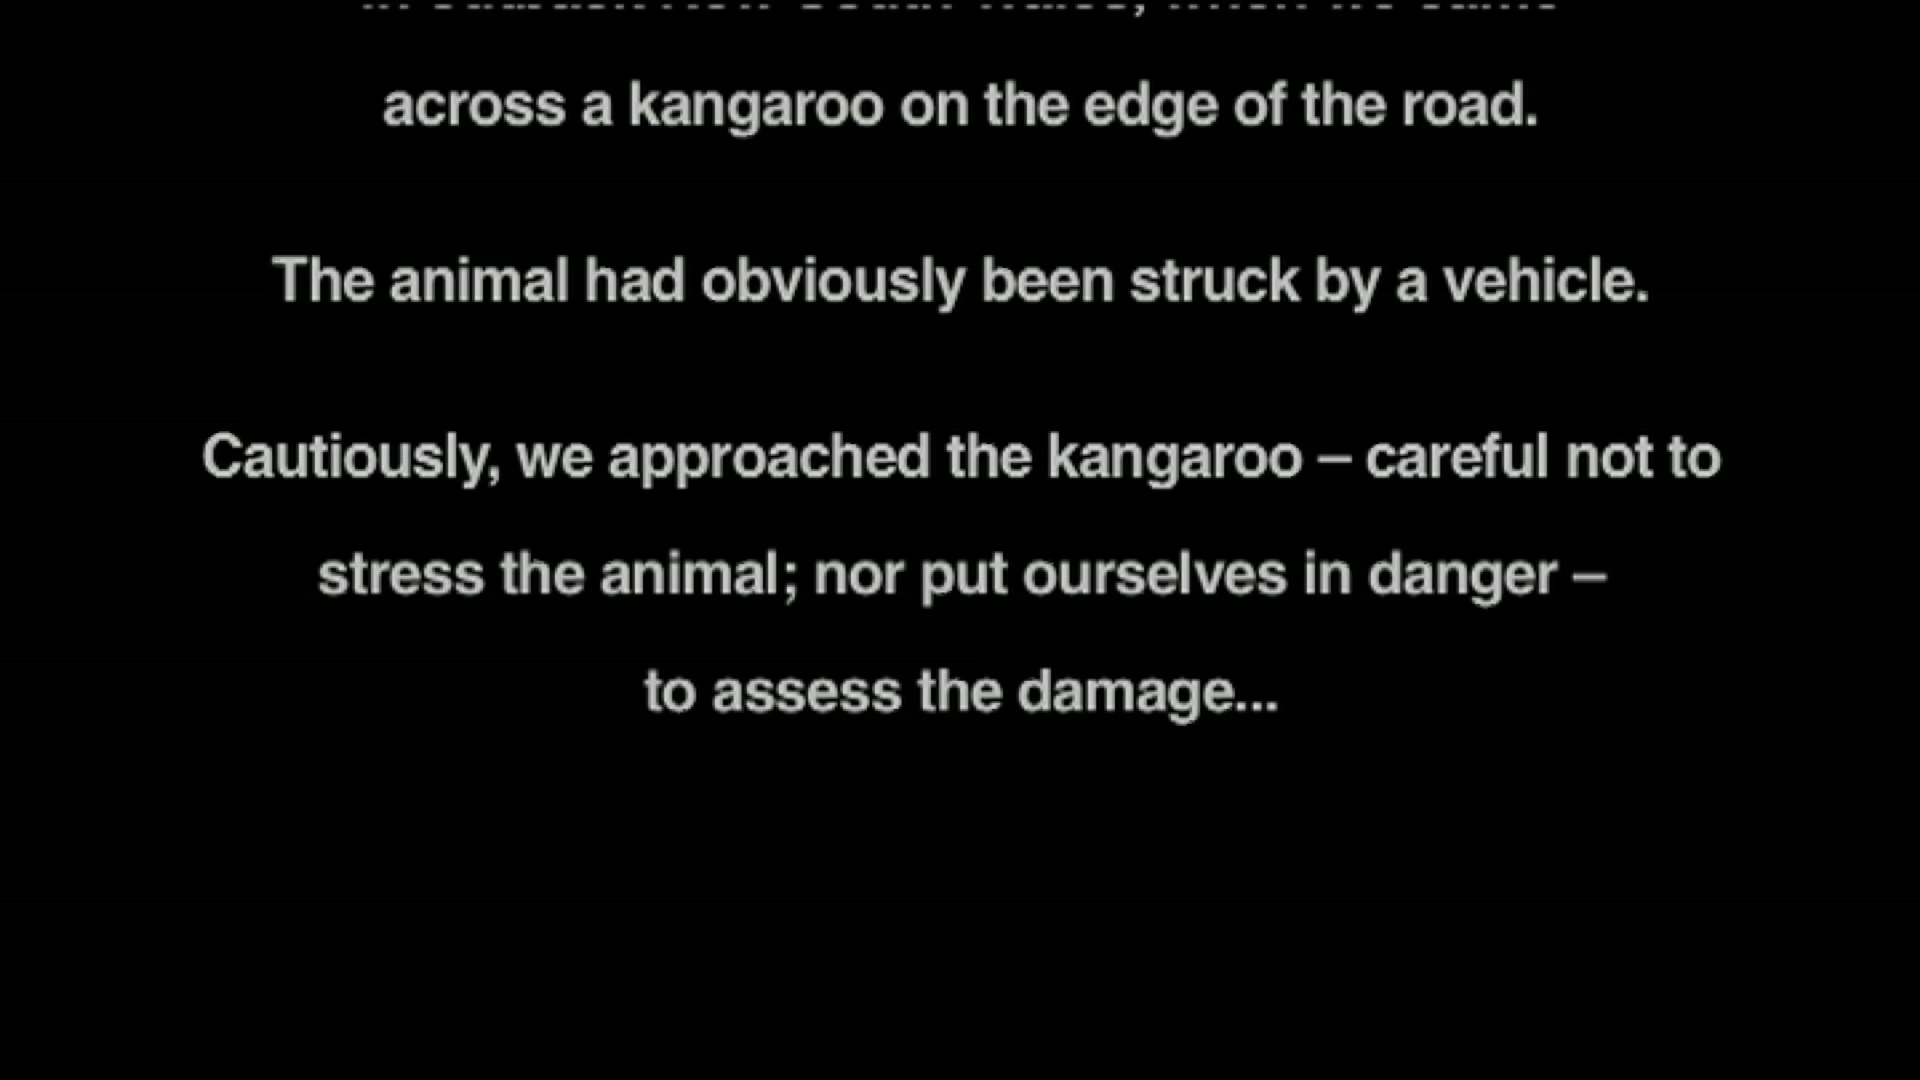 across a kangaroo on the edge of the road.
The animal had obviously been struck by a vehicle.
Cautiously, we approached the kangaroo – careful not to
stress the animal; nor put ourselves in danger –
to assess the damage...